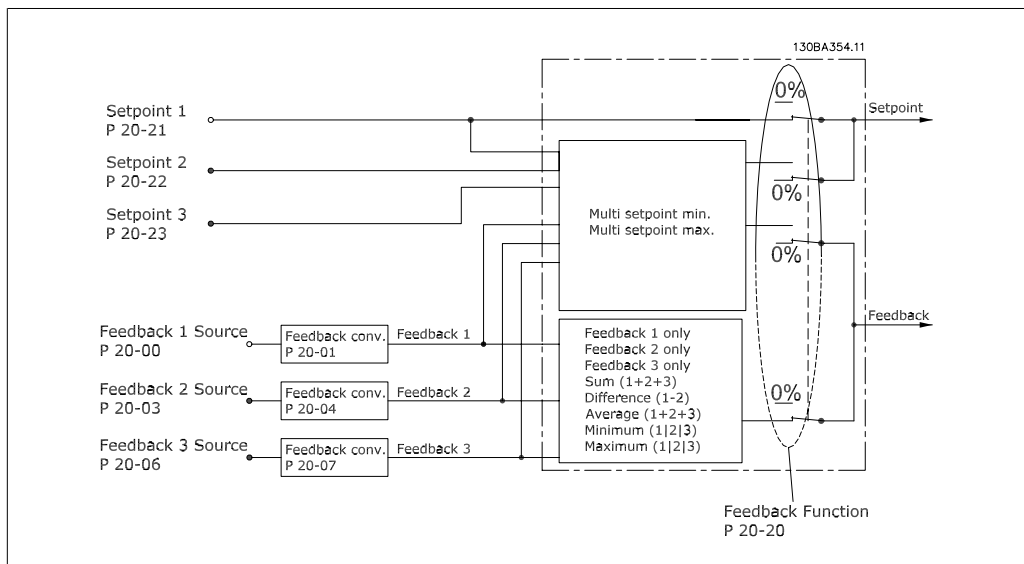 130BA354.11
0%
Setpoint 1
P 20-21
Setpoint
Setpoint 2
P 20-22
0%
Setpoint 3
P 20-23
Multi setpoint min.
Multi setpoint max.
0%
Feedback
Feedback 1 Source
P 20-00
Feedback conv.
P 20-01
Feedback 1
Feedback 2 Source
P 20-03
Feedback conv.
P 20-04
Feedback 2
Feedback 3 Source
P 20-06
Feedback conv.
P 20-07
Feedback 3
Feedback 1 only
Feedback 2 only
Feedback 3 only
Sum (1+2+3)
Difference (1-2)
Average (1+2+3)
Minimum (1|2|3)
Maximum (1|2|3)
0%
Feedback Function
P 20-20